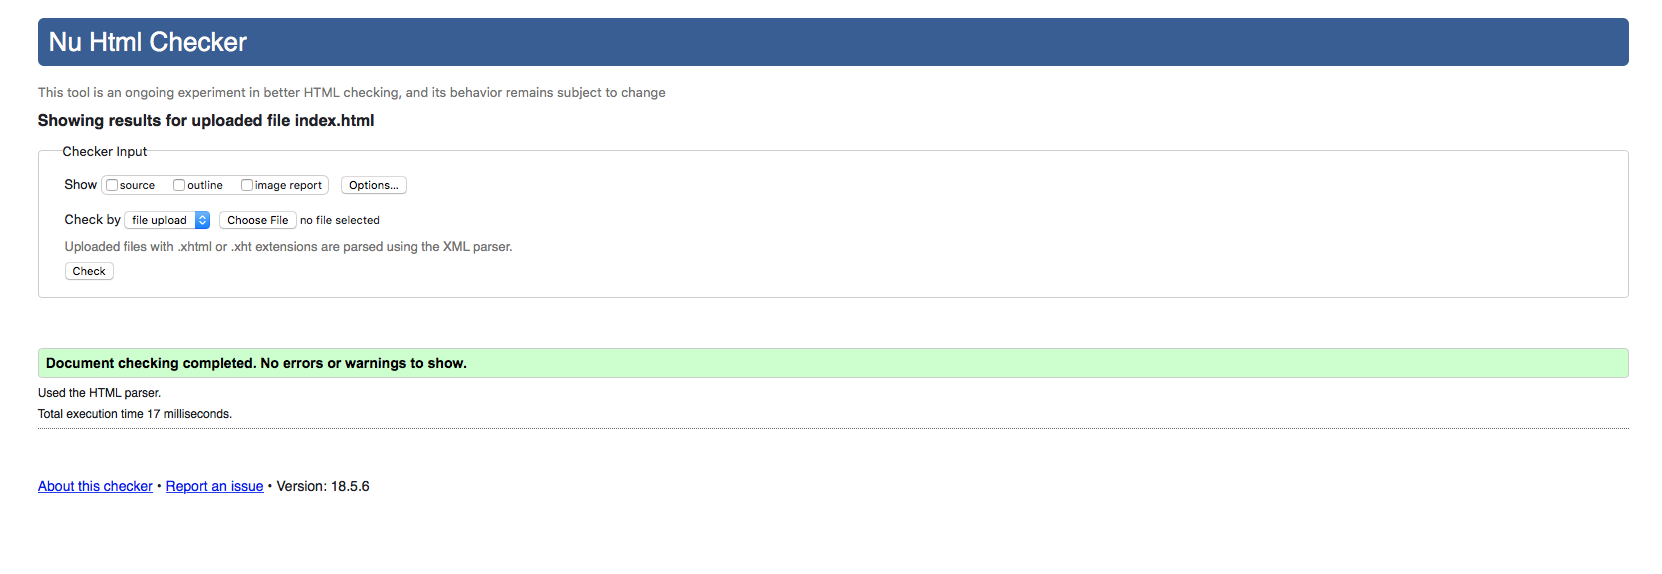 Nu Html Checker
This tool is an ongoing experiment in better HTML checking, and its behavior remains subject to change
Showing results for uploaded file index.html
Checker Input
Show source outline image report Options...
Check by file upload Choose File no file selected
Uploaded files with .xhtml or .xht extensions are parsed using the XML parser.
Check
Document checking completed. No errors or warnings to show.
Used the HTML parser.
Total execution time 17 milliseconds.
About this checker • Report an issue • Version: 18.5.6